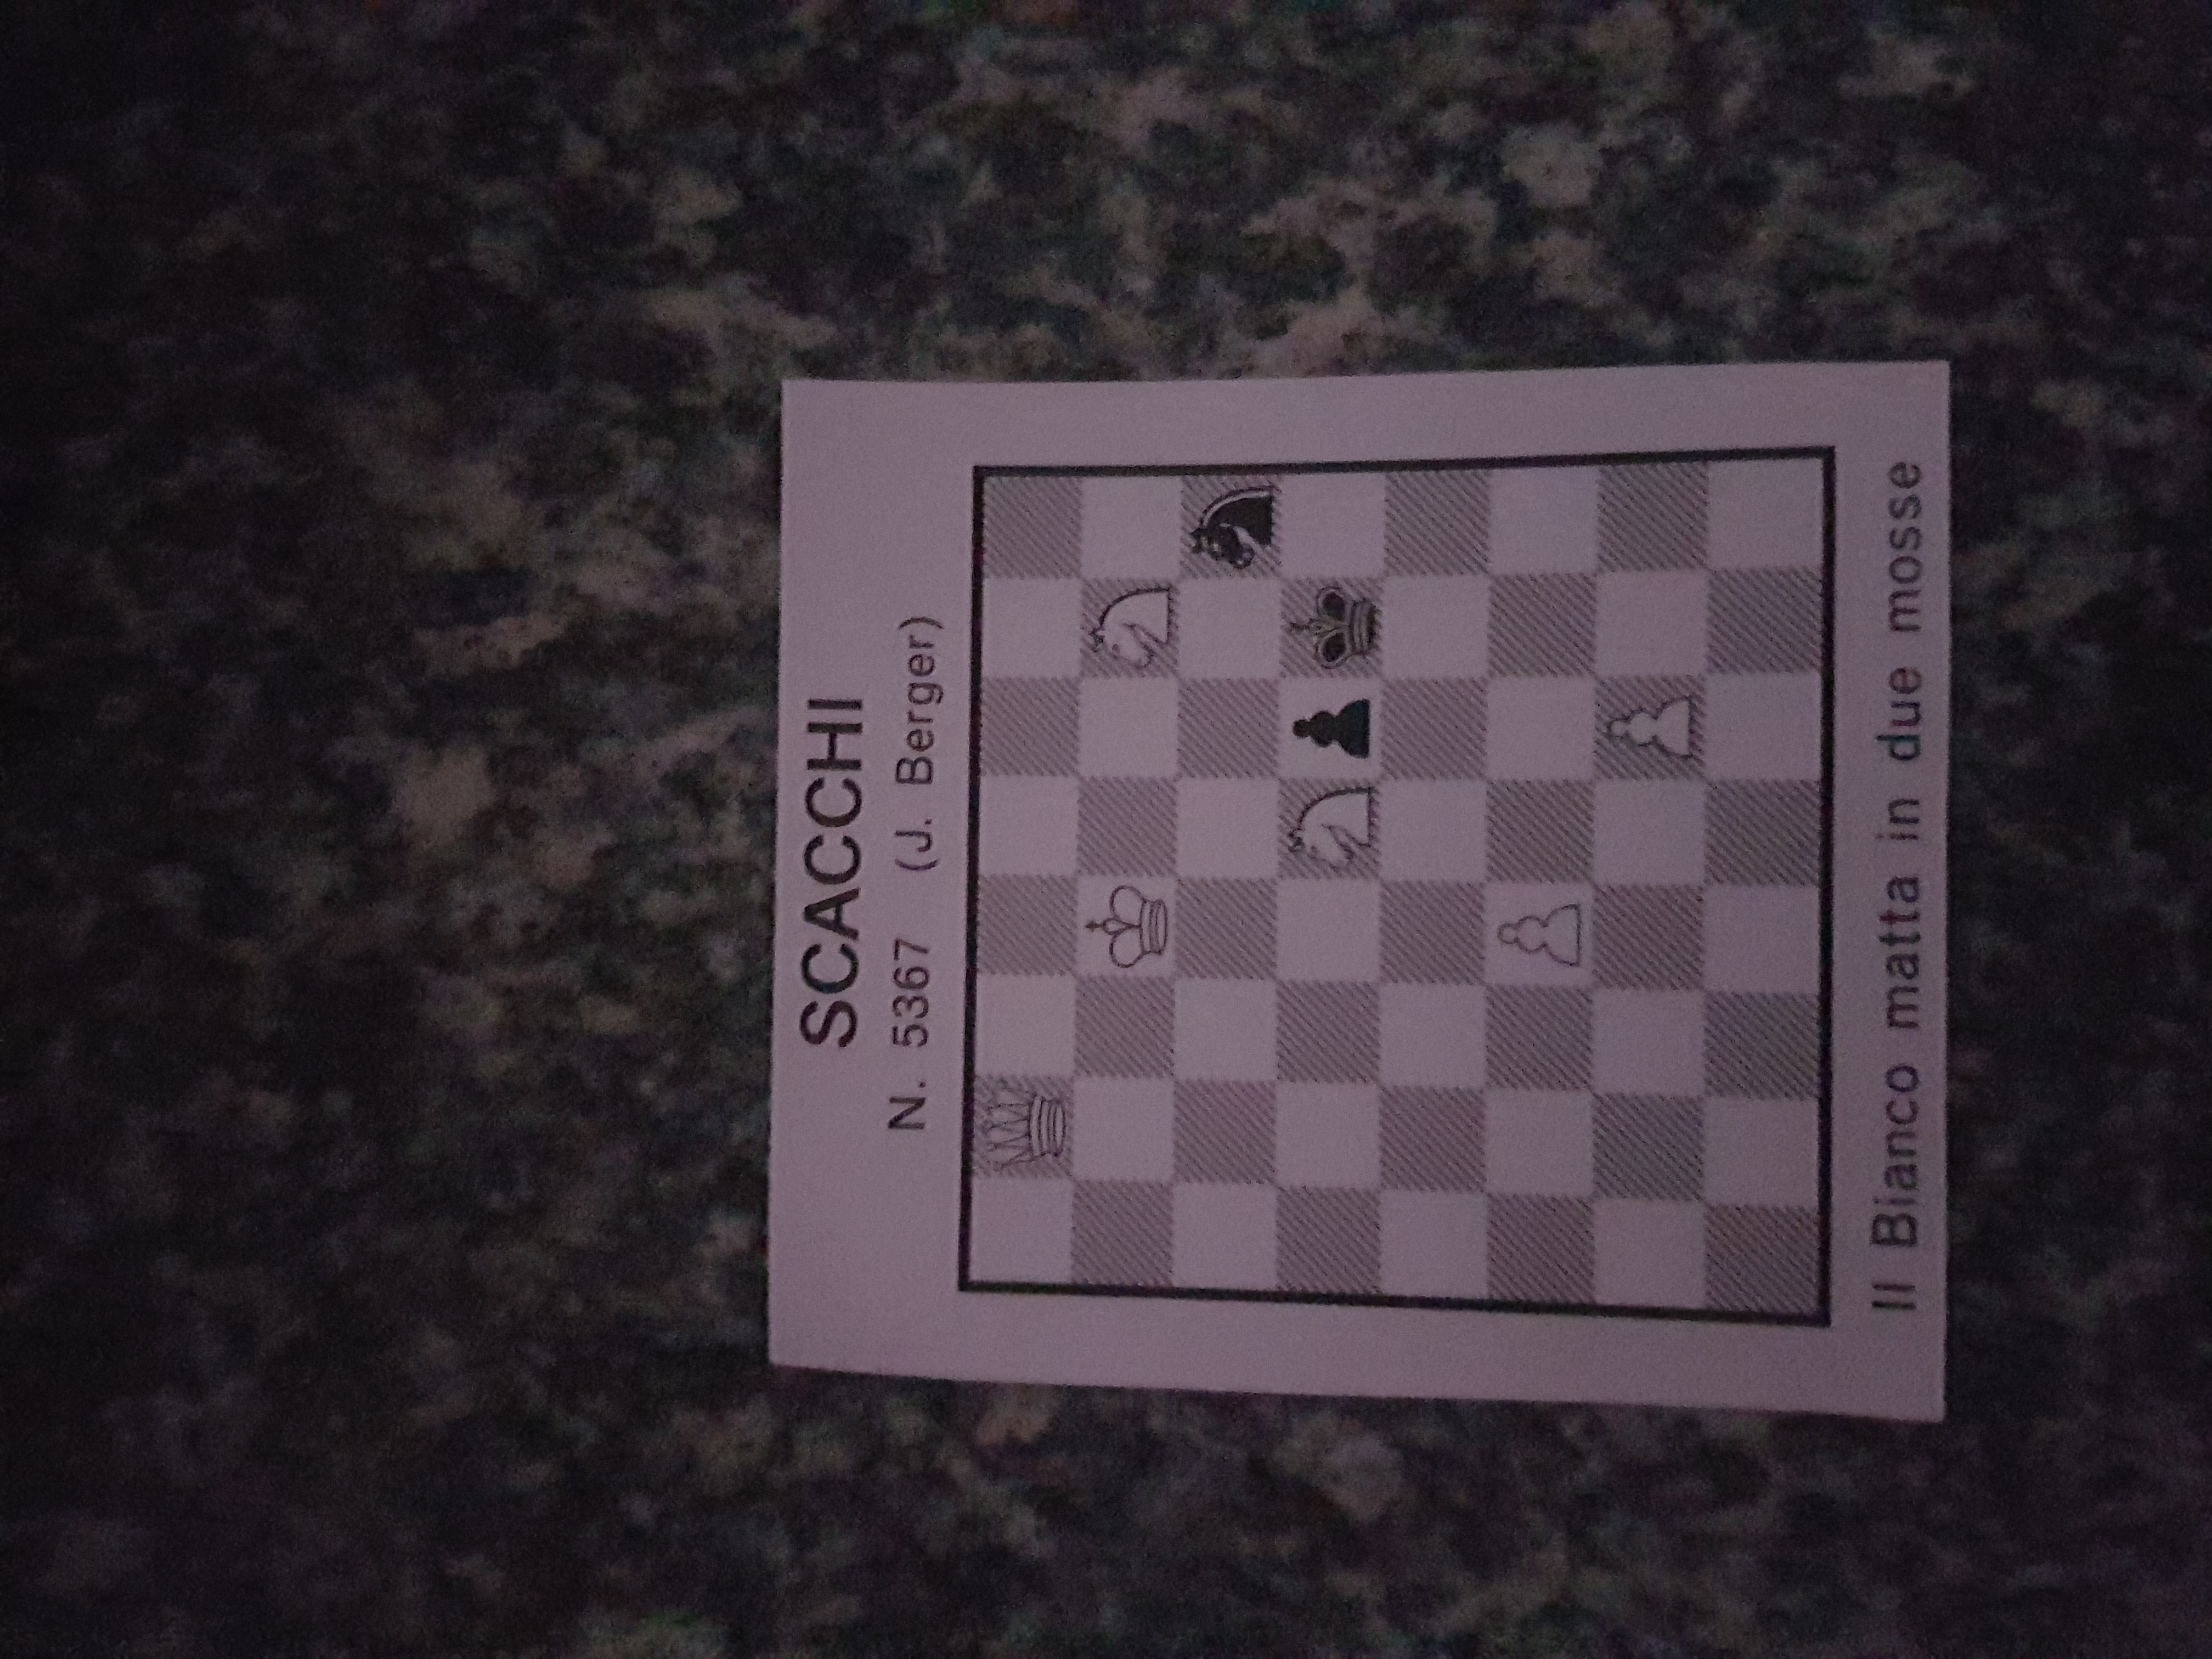 SCACCHI
N. 5367 (J. Berger)
Il Bianco matta in due mosse